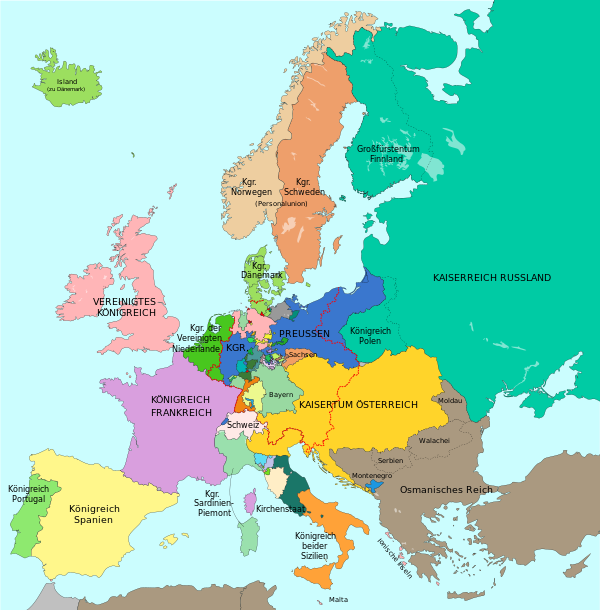 Island
(zu Dänemark)
Großfürstentum
Finnland
Kgr.
Norwegen
Kgr.
Schweden
(Personalunion)
Kgr.
Dänemark
KAISERREICH RUSSLAND
VEREINIGTES
KÖNIGREICH
Kgr. der
Vereinigten
Niederlande
KGR.
PREUSSEN
Königreich
Polen
Sachsen
KÖNIGREICH
FRANKREICH
Bayern
KAISERTUM ÖSTERREICH
Moldau
Schweiz
Walachei
Serbien
Montenegro
Osmanisches Reich
Königreich
Portugal
Königreich
Spanien
Kgr.
Sardinien-
Piemont
Kirchenstaat
Königreich
beider
Sizilien
Ionische Inseln
Malta